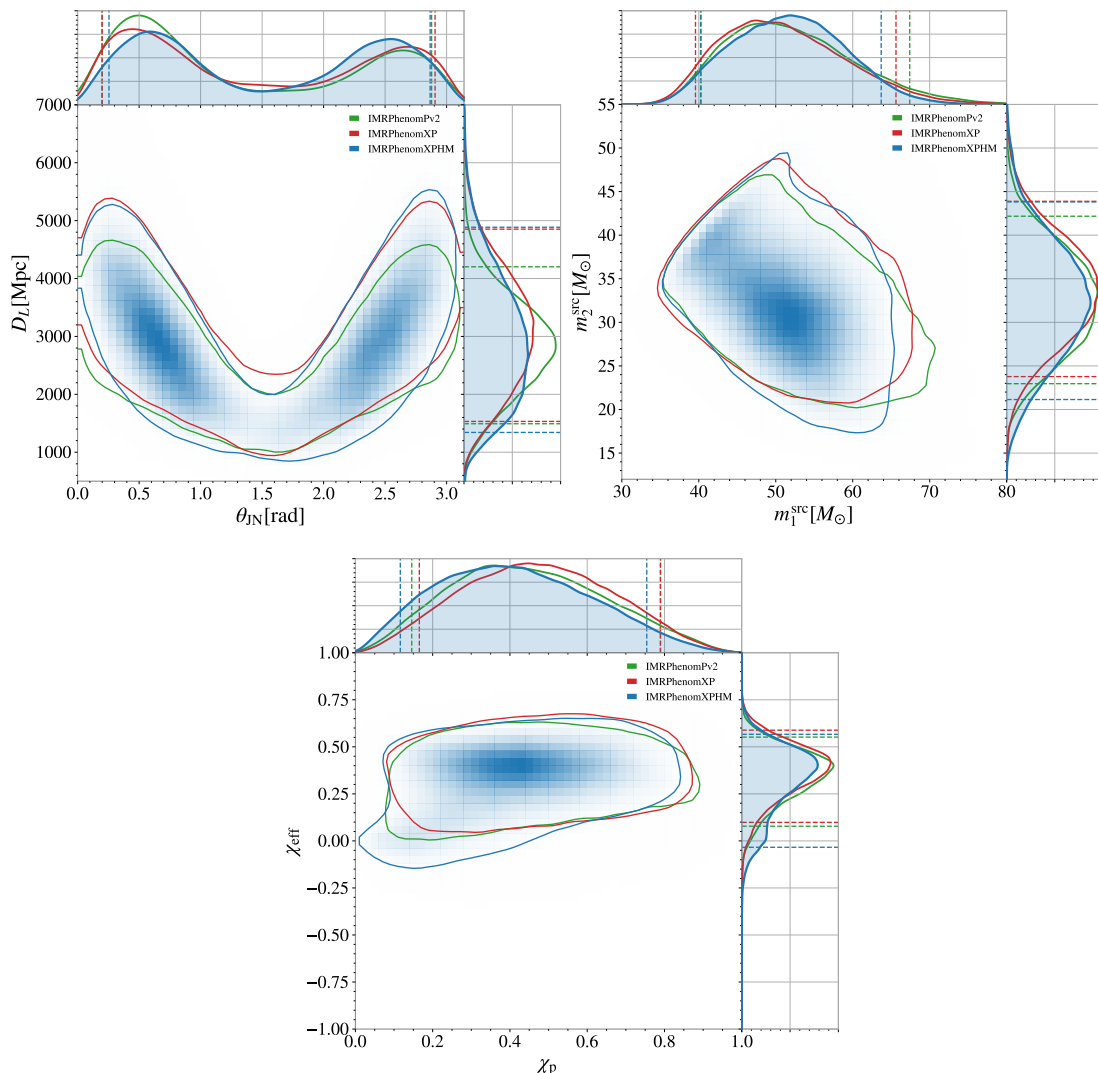 7000
6000
5000
4000
3000
2000
1000
D_L[Mpc]
IMRPhenomPv2
IMRPhenomXP
IMRPhenomXPHM
0.0 0.5 1.0 1.5 2.0 2.5 3.0
θ_JN[rad]
55
50
45
40
35
30
25
20
15
m_2^src[M_⊙]
IMRPhenomPv2
IMRPhenomXP
IMRPhenomXPHM
30 40 50 60 70 80
m_1^src[M_⊙]
1.00
0.75
0.50
0.25
0.00
−0.25
−0.50
−0.75
−1.00
χ_eff
IMRPhenomPv2
IMRPhenomXP
IMRPhenomXPHM
0.0 0.2 0.4 0.6 0.8 1.0
χ_p